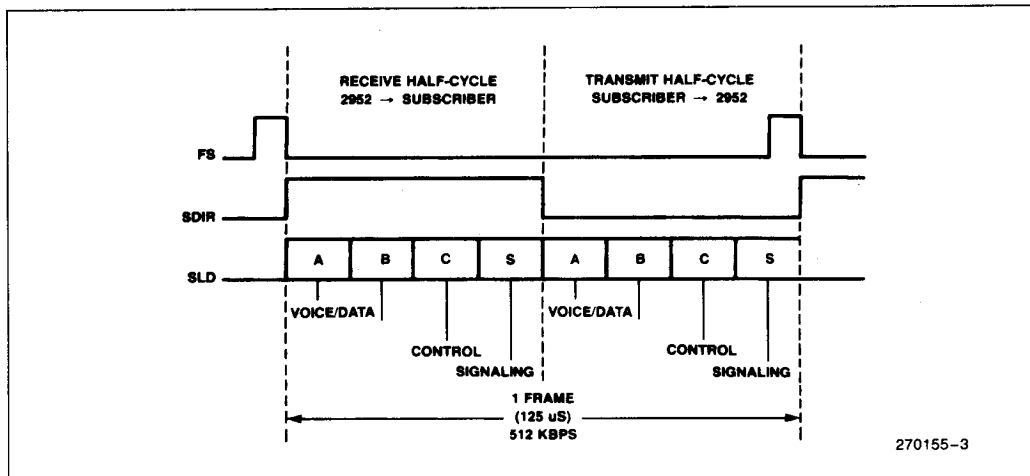 RECEIVE HALF-CYCLE
2952 → SUBSCRIBER
TRANSMIT HALF-CYCLE
SUBSCRIBER → 2952
FS
SDIR
SLD
A B C S A B C S
VOICE/DATA VOICE/DATA
CONTROL CONTROL
SIGNALING SIGNALING
1 FRAME
(125 uS)
512 KBPS
270155-3